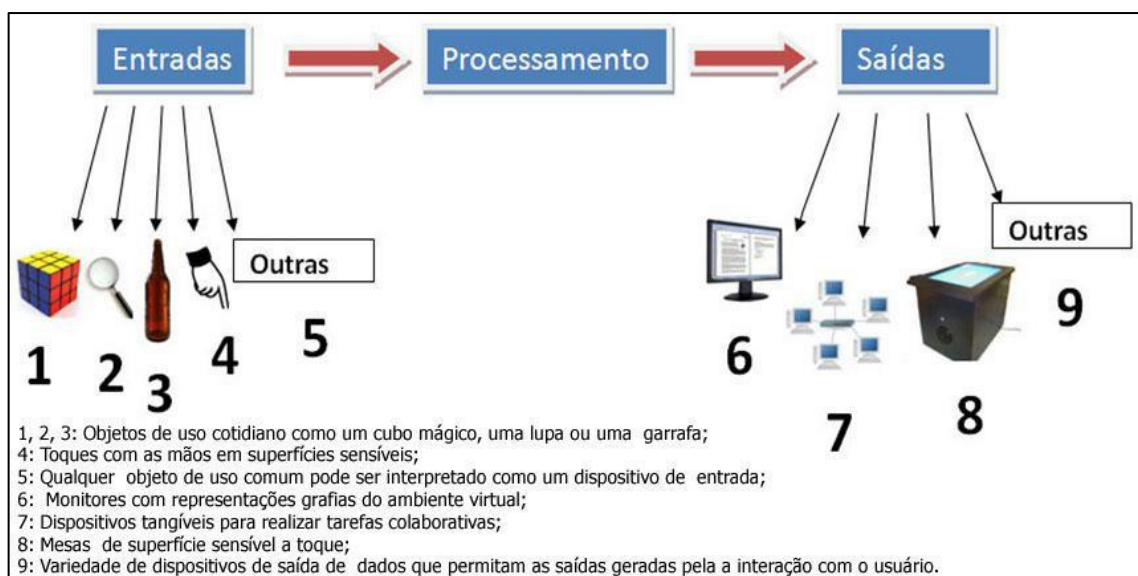 Entradas
Processamento
Saídas
Outras
Outras
1
2
3
4
5
6
7
8
9
1, 2, 3: Objetos de uso cotidiano como um cubo mágico, uma lupa ou uma garrafa;
4: Toques com as mãos em superfícies sensíveis;
5: Qualquer objeto de uso comum pode ser interpretado como um dispositivo de entrada;
6: Monitores com representações grafias do ambiente virtual;
7: Dispositivos tangíveis para realizar tarefas colaborativas;
8: Mesas de superfície sensível a toque;
9: Variedade de dispositivos de saída de dados que permitam as saídas geradas pela a interação com o usuário.